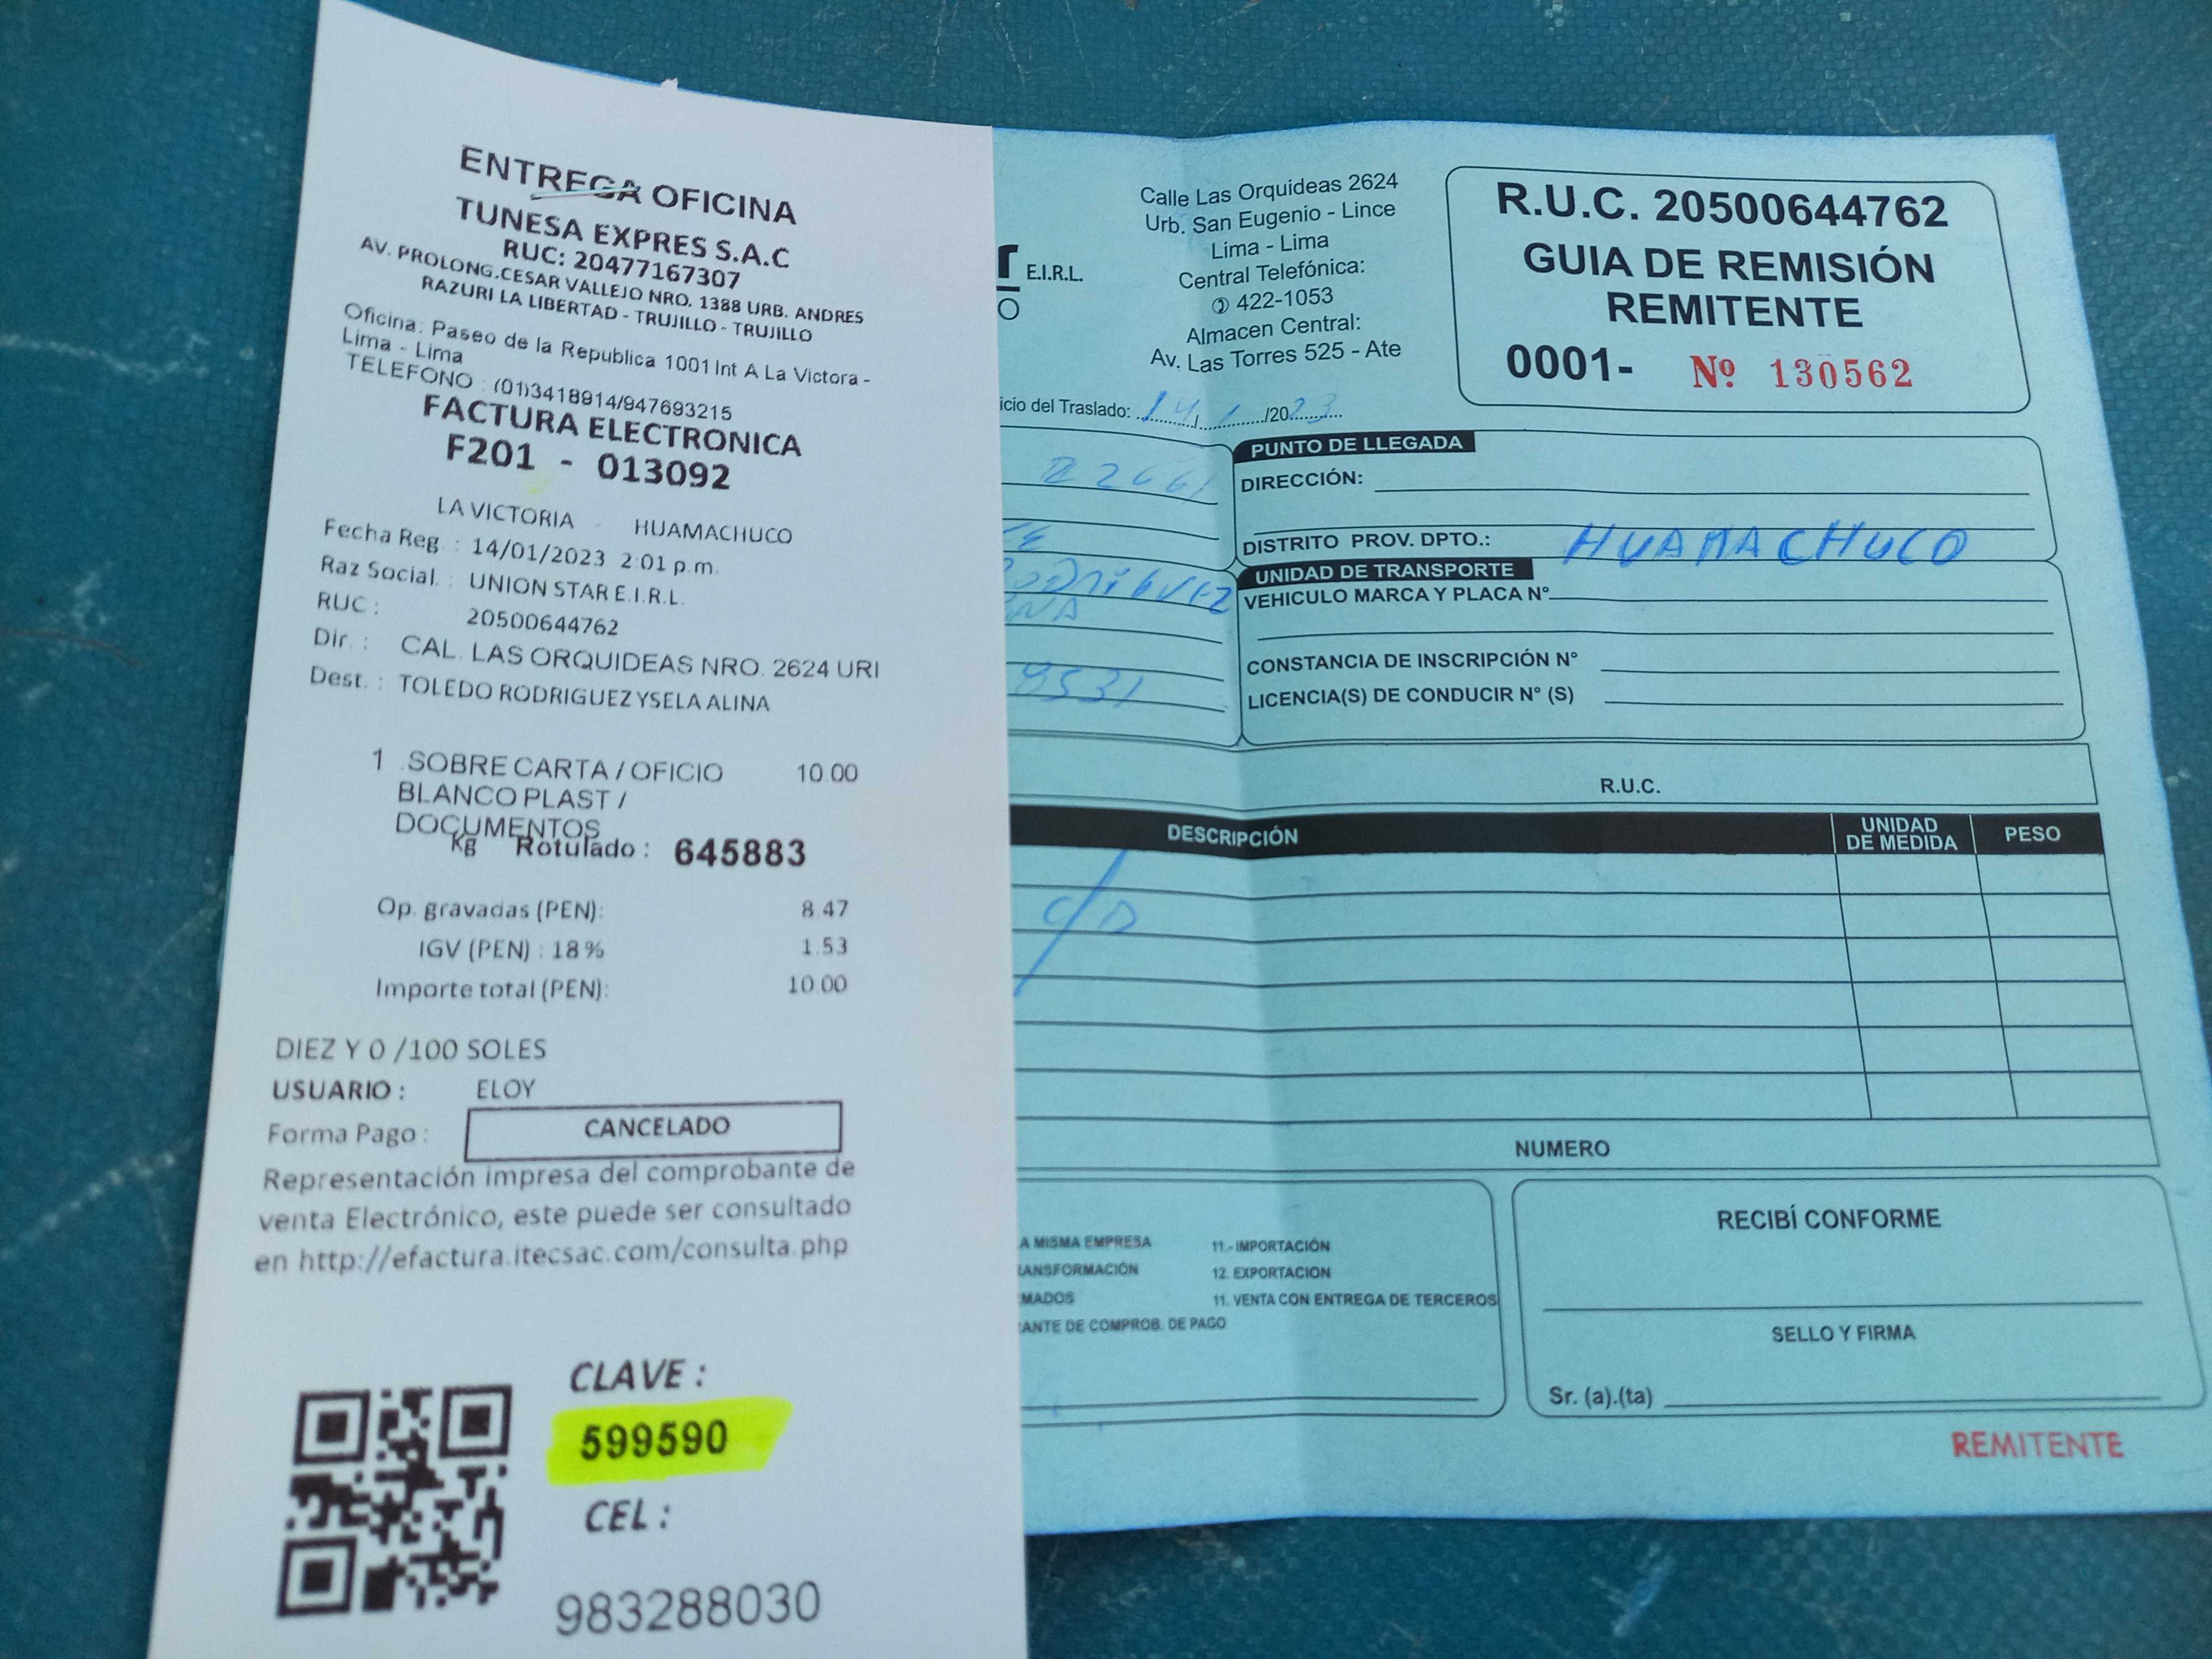 ENTREGA OFICINA
TUNESA EXPRES S.A.C
RUC: 20477167307
AV. PROLONG.CESAR VALLEJO NRO. 1388 URB. ANDRES
RAZURI LA LIBERTAD - TRUJILLO - TRUJILLO
Oficina: Paseo de la Republica 1001 Int A La Victora -
Lima - Lima
TELEFONO : (01)3418914/947693215
FACTURA ELECTRONICA
F201 - 013092
LA VICTORIA - HUAMACHUCO
Fecha Reg. : 14/01/2023 2:01 p.m.
Raz Social. : UNION STAR E.I.R.L.
RUC : 20500644762
Dir. : CAL. LAS ORQUIDEAS NRO. 2624 URI
Dest. : TOLEDO RODRIGUEZ YSELA ALINA
1 SOBRE CARTA / OFICIO 10.00
BLANCO PLAST /
DOCUMENTOS
Kg Rotulado : 645883
Op. gravadas (PEN): 8.47
IGV (PEN) : 18 % 1.53
Importe total (PEN): 10.00
DIEZ Y 0 /100 SOLES
USUARIO : ELOY
Forma Pago : CANCELADO
Representación impresa del comprobante de
venta Electrónico, este puede ser consultado
en http://efactura.itecsac.com/consulta.php
CLAVE :
599590
CEL :
983288030
r E.I.R.L.
O
Calle Las Orquideas 2624
Urb. San Eugenio - Lince
Lima - Lima
Central Telefónica:
422-1053
Almacen Central:
Av. Las Torres 525 - Ate
R.U.C. 20500644762
GUIA DE REMISIÓN
REMITENTE
0001- Nº 130562
icio del Traslado: 14/1/2023
PUNTO DE LLEGADA
DIRECCIÓN:
DISTRITO PROV. DPTO.: HUAMACHUCO
UNIDAD DE TRANSPORTE
VEHICULO MARCA Y PLACA N°
CONSTANCIA DE INSCRIPCIÓN N°
LICENCIA(S) DE CONDUCIR N° (S)
9531
R.U.C.
DESCRIPCIÓN UNIDAD DE MEDIDA PESO
C/D
NUMERO
A MISMA EMPRESA 11.- IMPORTACIÓN
ANSFORMACIÓN 12. EXPORTACION
MADOS 11. VENTA CON ENTREGA DE TERCEROS
ANTE DE COMPROB. DE PAGO
RECIBÍ CONFORME
SELLO Y FIRMA
Sr. (a).(ta)
REMITENTE